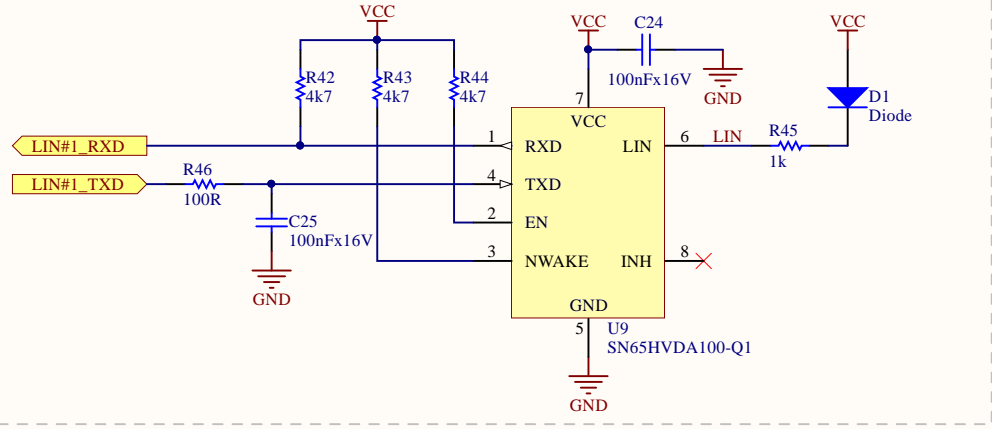 VCC
VCC
C24
VCC
R42
4k7
R43
4k7
R44
4k7
100nFx16V
GND
D1
Diode
7
VCC
LIN#1_RXD
1
RXD
LIN
6
LIN
R45
1k
LIN#1_TXD
R46
100R
4
TXD
C25
100nFx16V
2
EN
3
NWAKE
INH
8
GND
GND
5
U9
SN65HVDA100-Q1
GND